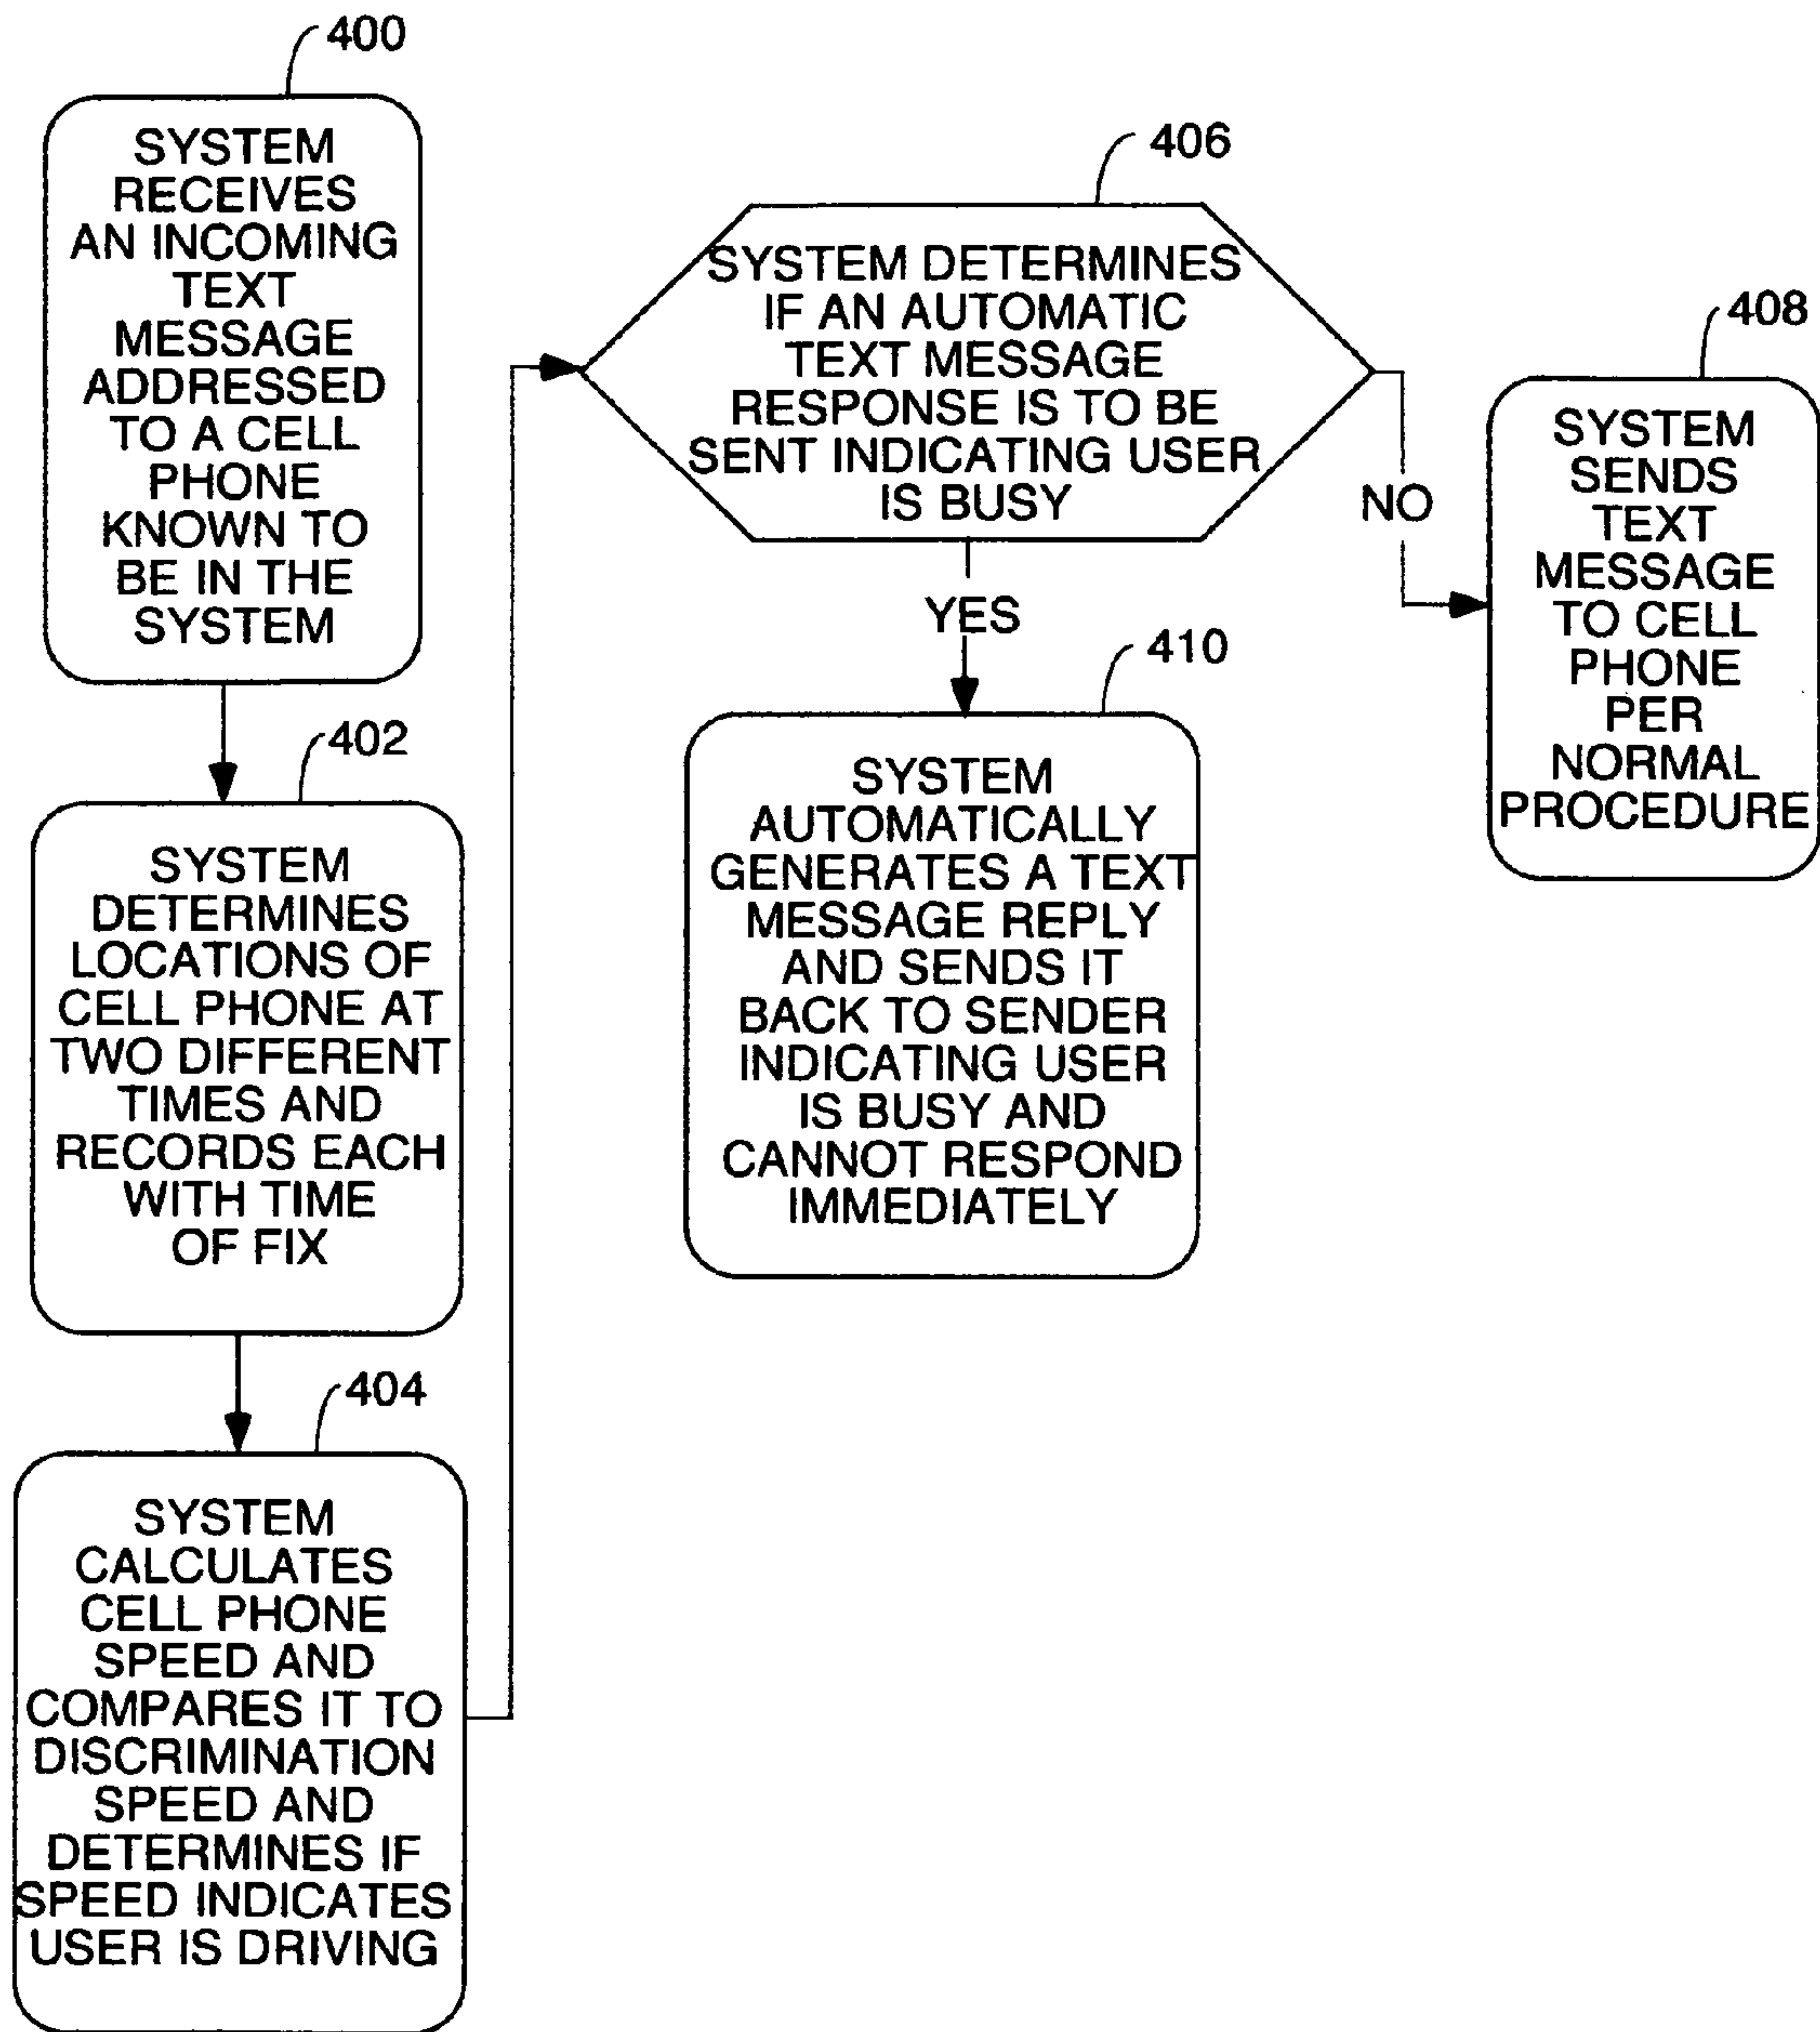 400
SYSTEM
RECEIVES
AN INCOMING
TEXT
MESSAGE
ADDRESSED
TO A CELL
PHONE
KNOWN TO
BE IN THE
SYSTEM
402
SYSTEM
DETERMINES
LOCATIONS OF
CELL PHONE AT
TWO DIFFERENT
TIMES AND
RECORDS EACH
WITH TIME
OF FIX
404
SYSTEM
CALCULATES
CELL PHONE
SPEED AND
COMPARES IT TO
DISCRIMINATION
SPEED AND
DETERMINES IF
SPEED INDICATES
USER IS DRIVING
406
SYSTEM DETERMINES
IF AN AUTOMATIC
TEXT MESSAGE
RESPONSE IS TO BE
SENT INDICATING USER
IS BUSY
NO
YES
408
SYSTEM
SENDS
TEXT
MESSAGE
TO CELL
PHONE
PER
NORMAL
PROCEDURE
410
SYSTEM
AUTOMATICALLY
GENERATES A TEXT
MESSAGE REPLY
AND SENDS IT
BACK TO SENDER
INDICATING USER
IS BUSY AND
CANNOT RESPOND
IMMEDIATELY